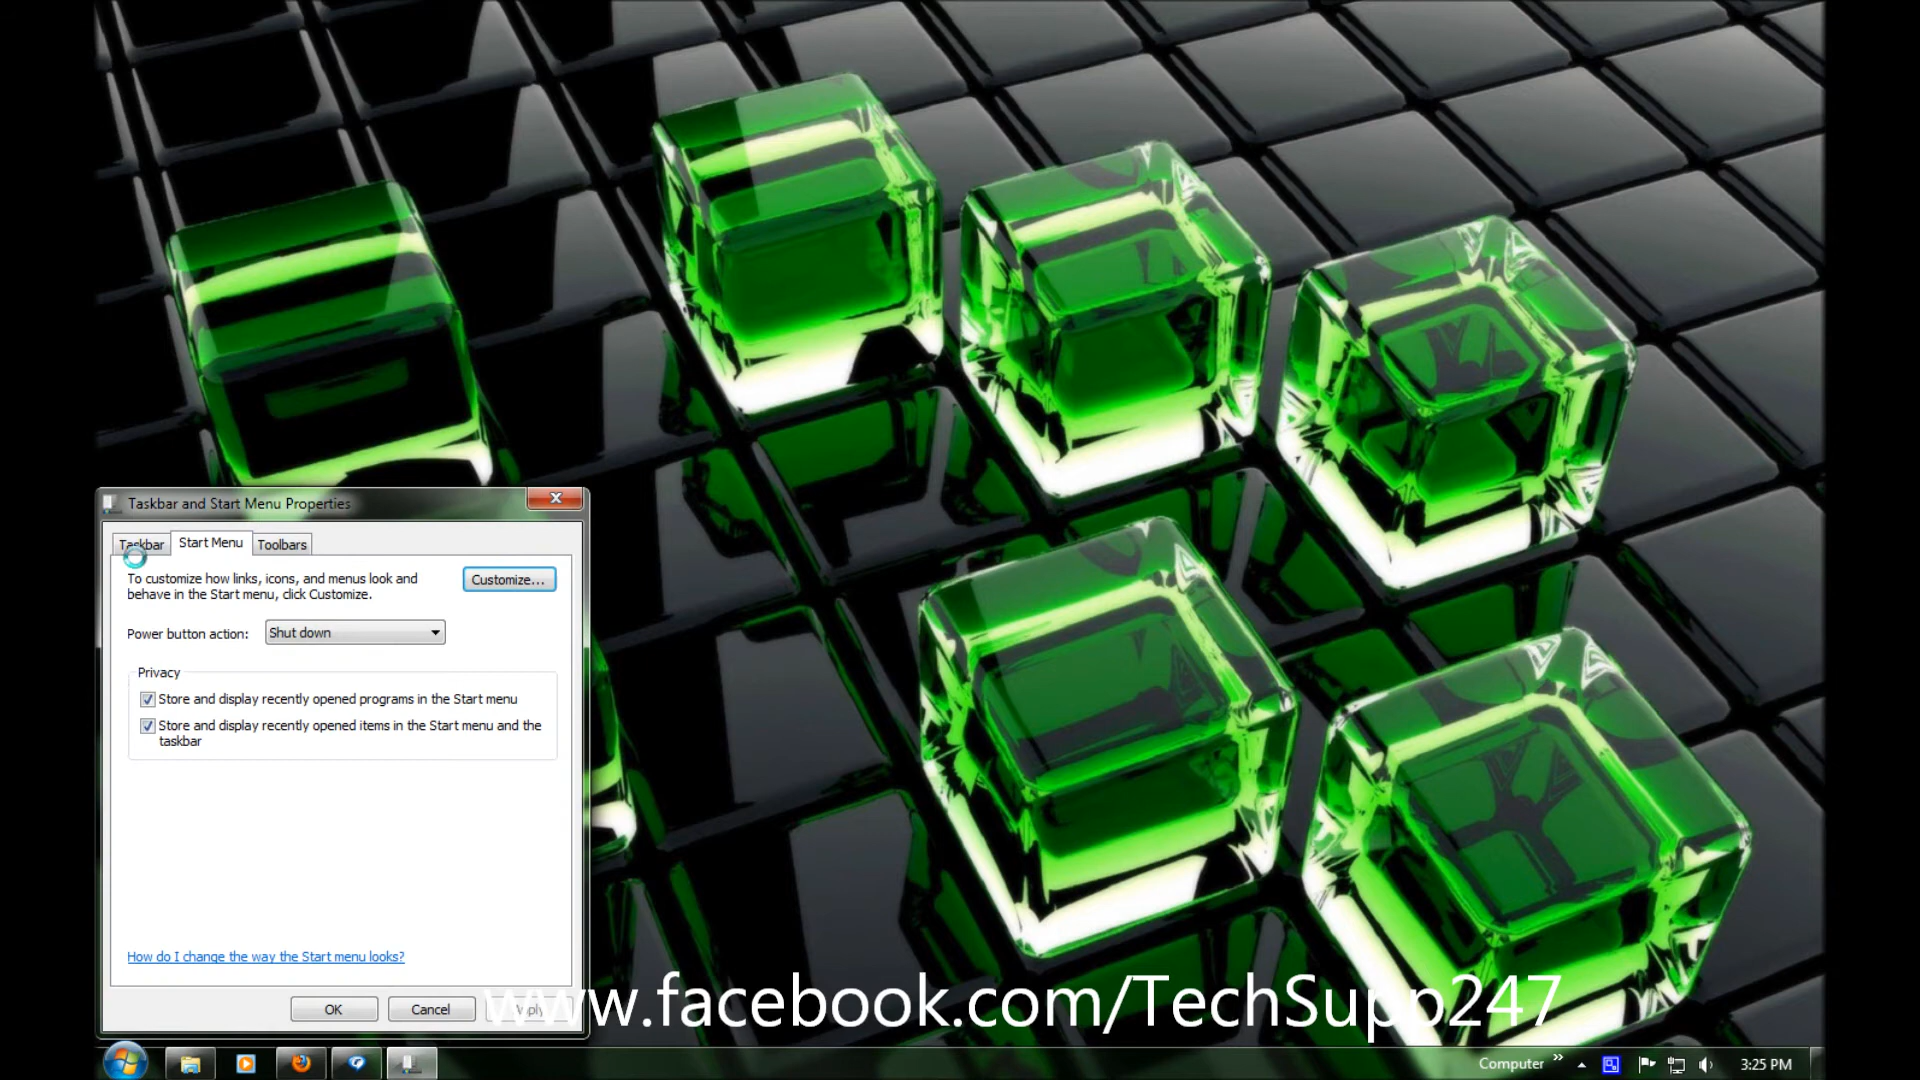 Taskbar and Start Menu Properties
Taskbar
Start Menu
Toolbars
To customize how links, icons, and menus look and
behave in the Start menu, click Customize.
Customize...
Power button action:
Shut down
Privacy
Store and display recently opened programs in the Start menu
Store and display recently opened items in the Start menu and the
taskbar
How do I change the way the Start menu looks?
OK
Cancel
Apply
www.facebook.com/TechSupp247
Computer
3:25 PM